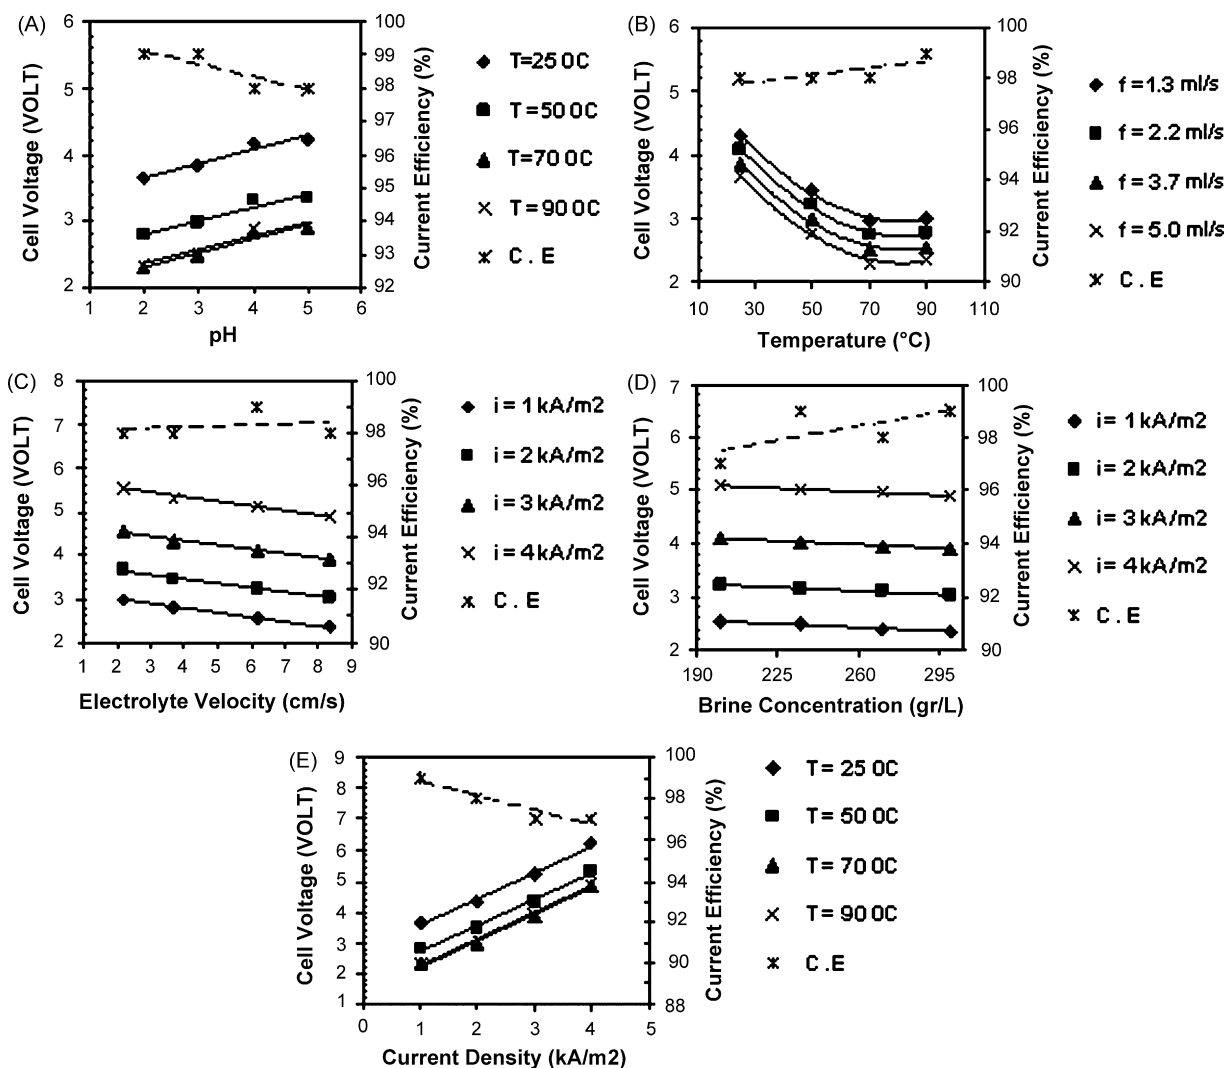 (A)
6
5
4
3
2
Cell Voltage (VOLT)
1 2 3 4 5 6
pH
100
99
98
97
96
95
94
93
92
Current Efficiency (%)
T=25 0C
T = 50 0C
T=70 0C
T = 90 0C
C . E
(B)
6
5
4
3
2
Cell Voltage (VOLT)
10 30 50 70 90 110
Temperature (°C)
100
98
96
94
92
90
Current Efficiency (%)
f = 1.3 ml/s
f = 2.2 ml/s
f = 3.7 ml/s
f = 5.0 ml/s
C . E
(C)
8
7
6
5
4
3
2
Cell Voltage (VOLT)
1 2 3 4 5 6 7 8 9
Electrolyte Velocity (cm/s)
100
98
96
94
92
90
Current Efficiency (%)
i = 1 kA/m2
i = 2 kA/m2
i = 3 kA/m2
i = 4 kA/m2
C . E
(D)
7
6
5
4
3
2
Cell Voltage (VOLT)
190 225 260 295
Brine Concentration (gr/L)
100
98
96
94
92
90
Current Efficiency (%)
i = 1 kA/m2
i = 2 kA/m2
i = 3 kA/m2
i = 4 kA/m2
C . E
(E)
9
8
7
6
5
4
3
2
1
Cell Voltage (VOLT)
0 1 2 3 4 5
Current Density (kA/m2)
100
98
96
94
92
90
88
Current Efficiency (%)
T = 25 0C
T = 50 0C
T = 70 0C
T = 90 0C
C . E